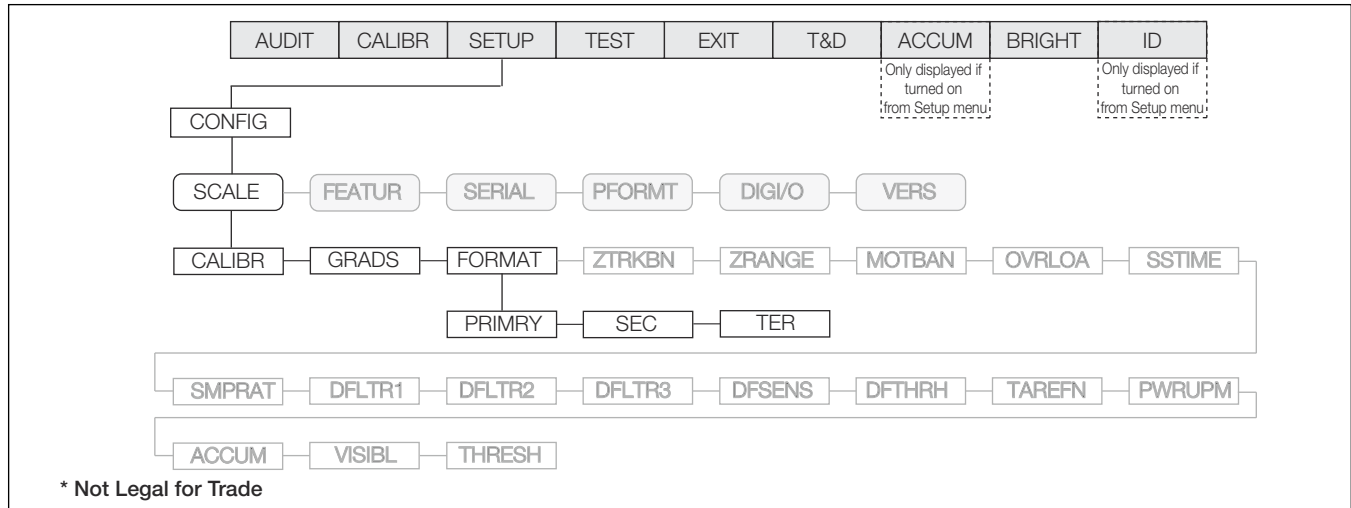 AUDIT CALIBR SETUP TEST EXIT T&D ACCUM BRIGHT ID
Only displayed if
turned on
from Setup menu
Only displayed if
turned on
from Setup menu
CONFIG
SCALE FEATUR SERIAL PFORMT DIGI/O VERS
CALIBR GRADS FORMAT ZTRKBN ZRANGE MOTBAN OVRLOA SSTIME
PRIMRY SEC TER
SMPRAT DFLTR1 DFLTR2 DFLTR3 DFSENS DFTHRH TAREFN PWRUPM
ACCUM VISIBL THRESH
* Not Legal for Trade